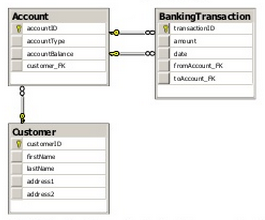 Account
accountID
accountType
accountBalance
customer_FK
BankingTransaction
transactionID
amount
date
fromAccount_FK
toAccount_FK
Customer
customerID
firstName
lastName
address1
address2